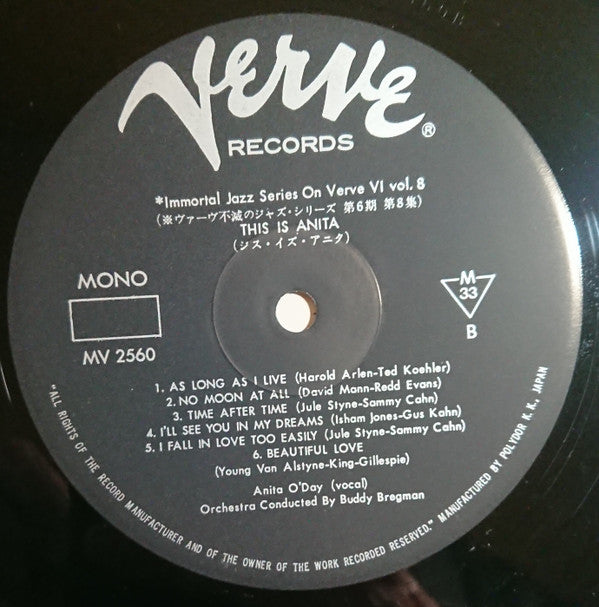 Verve®
RECORDS
*Immortal Jazz Series On Verve VI vol. 8
(※ヴァーヴ不滅のジャズ・シリーズ 第6期 第8集)
THIS IS ANITA
(ジス・イズ・アニタ)
MONO
MV 2560
M
33
B
1. AS LONG AS I LIVE (Harold Arlen-Ted Koehler)
2. NO MOON AT ALL (David Mann-Redd Evans)
3. TIME AFTER TIME (Jule Styne-Sammy Cahn)
4. I'LL SEE YOU IN MY DREAMS (Isham Jones-Gus Kahn)
5. I FALL IN LOVE TOO EASILY (Jule Styne-Sammy Cahn)
6. BEAUTIFUL LOVE
(Young Van Alstyne-King-Gillespie)
Anita O'Day (vocal)
Orchestra Conducted By Buddy Bregman
"ALL RIGHTS OF THE RECORD MANUFACTURER AND OF THE OWNER OF THE WORK RECORDED RESERVED." MANUFACTURED BY POLYDOR K. K., JAPAN